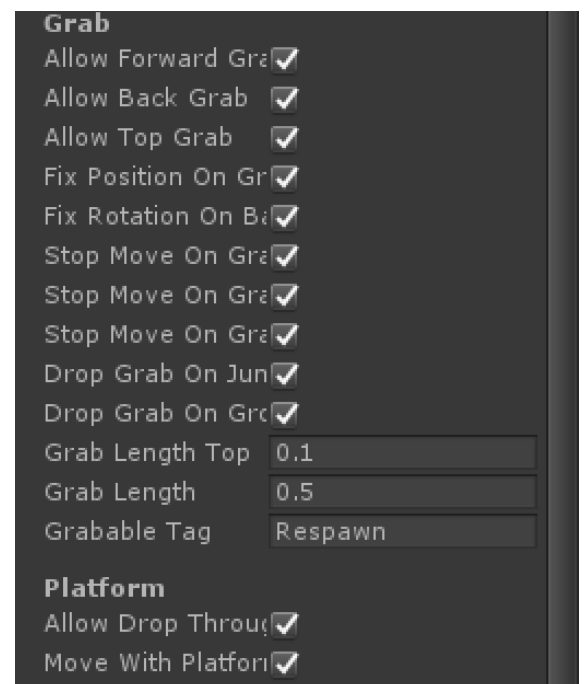 Grab
Allow Forward Gra
Allow Back Grab
Allow Top Grab
Fix Position On Gr
Fix Rotation On Ba
Stop Move On Gra
Stop Move On Gra
Stop Move On Gra
Drop Grab On Jun
Drop Grab On Gro
Grab Length Top 0.1
Grab Length 0.5
Grabable Tag Respawn
Platform
Allow Drop Throug
Move With Platfor